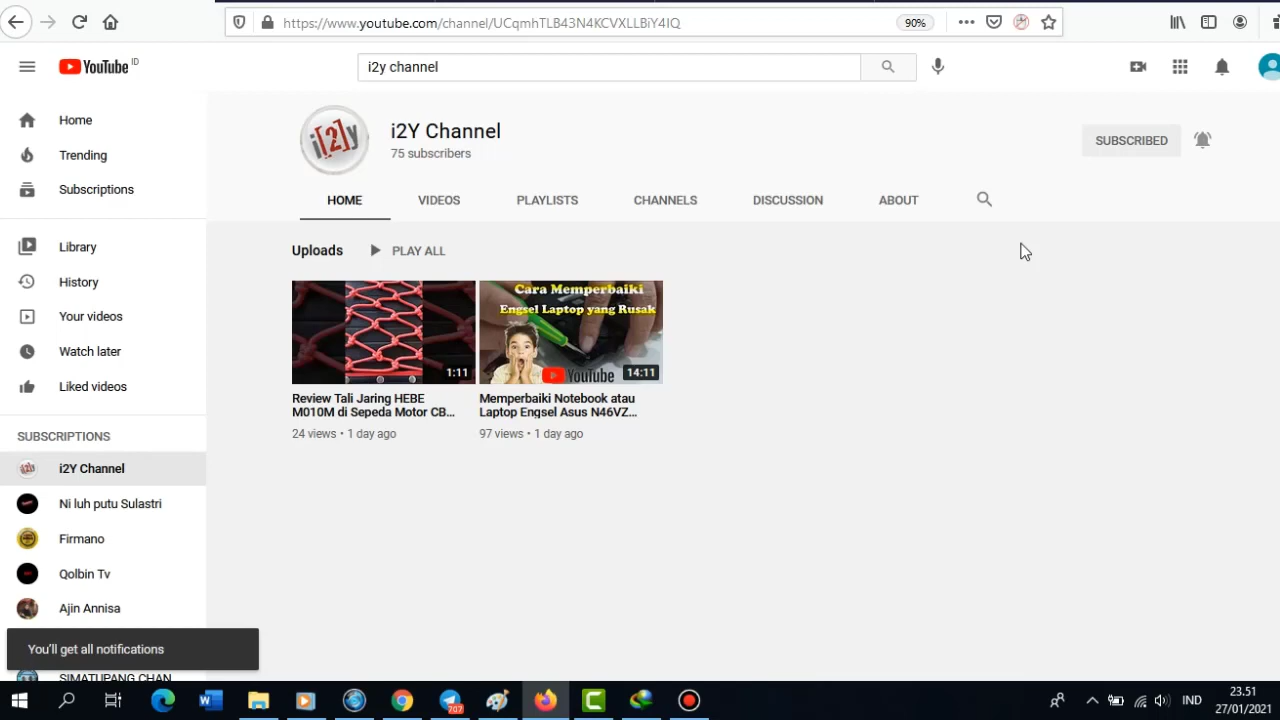 https://www.youtube.com/channel/UCqmhTLB43N4KCVXLLBiY4IQ
90%
YouTube ID
i2y channel
Home
Trending
Subscriptions
Library
History
Your videos
Watch later
Liked videos
SUBSCRIPTIONS
i2Y Channel
Ni luh putu Sulastri
Firmano
Qolbin Tv
Ajin Annisa
SIMATUPANG CHAN
You'll get all notifications
i[2]y
i2Y Channel
75 subscribers
SUBSCRIBED
HOME
VIDEOS
PLAYLISTS
CHANNELS
DISCUSSION
ABOUT
Uploads
PLAY ALL
1:11
Review Tali Jaring HEBE
M010M di Sepeda Motor CB...
24 views • 1 day ago
Cara Memperbaiki
Engsel Laptop yang Rusak
YouTube
14:11
Memperbaiki Notebook atau
Laptop Engsel Asus N46VZ...
97 views • 1 day ago
707
IND
23.51
27/01/2021